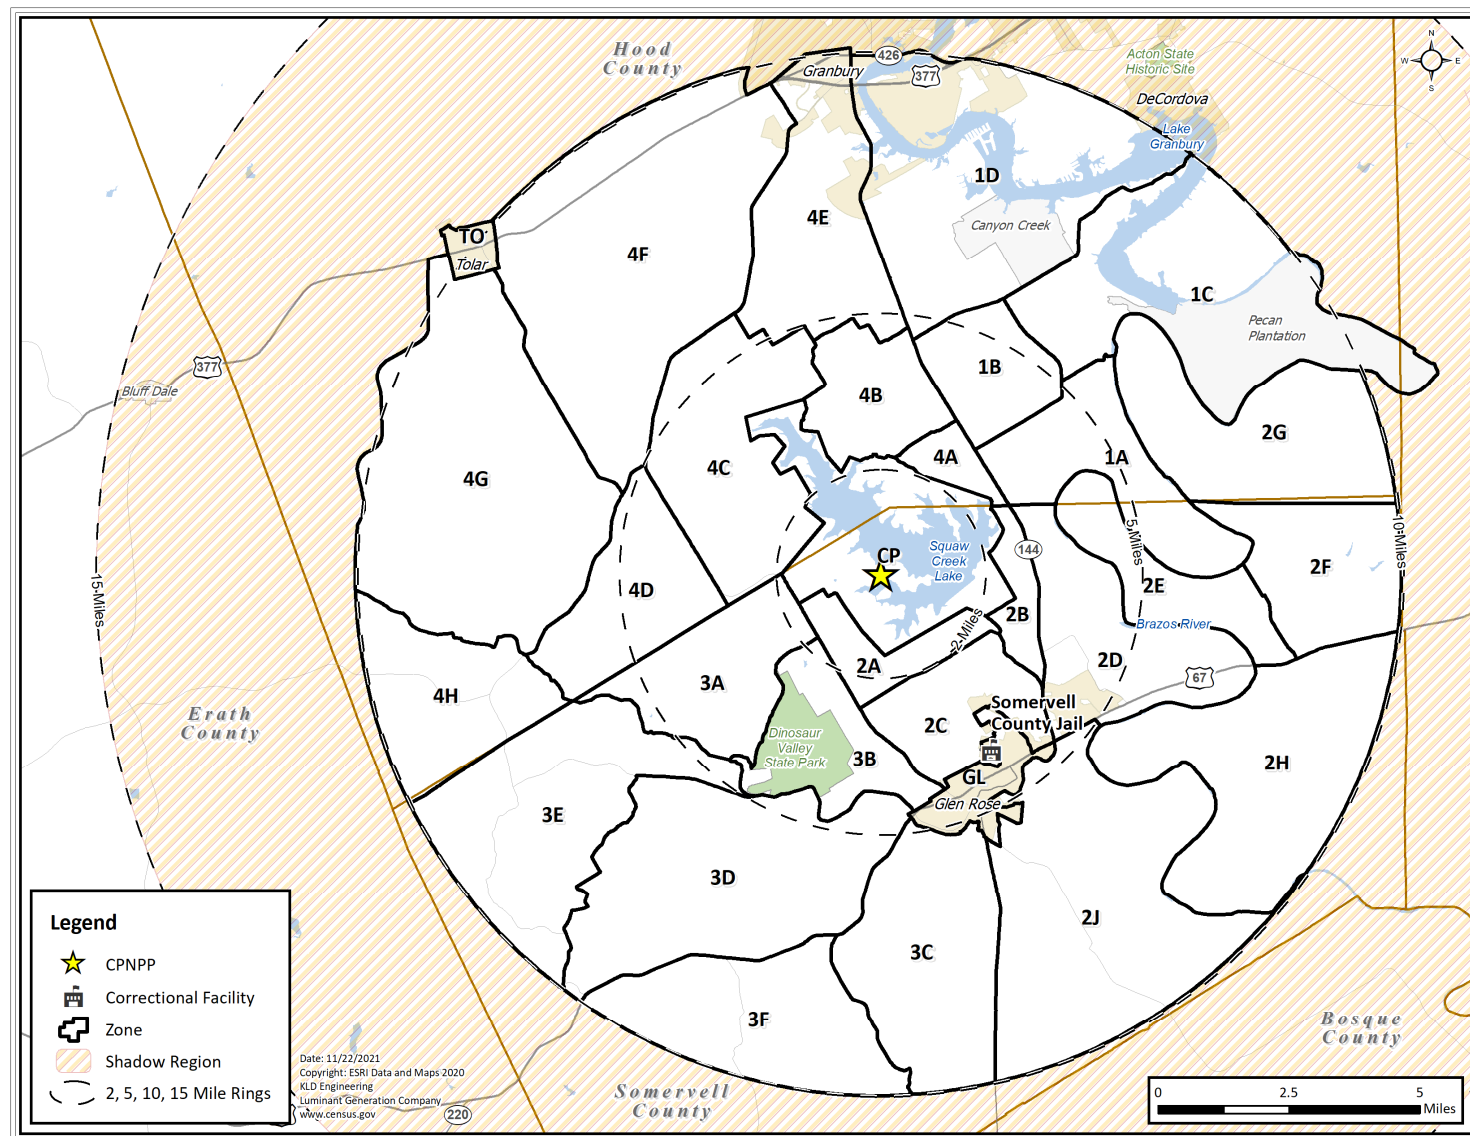 Hood
County
426
Granbury
377
Acton State
Historic Site
N
W
E
S
DeCordova
Lake
Granbury
1D
4E
Canyon Creek
TO
Tolar
4F
1C
Pecan
Plantation
377
Bluff Dale
1B
4B
2G
4C
4A
1A
4G
10 Miles
5 Miles
144
CP
Squaw
Creek
Lake
15 Miles
4D
2F
2E
2B
2 Miles
Brazos River
2A
2D
67
3A
4H
Erath
County
Somervell
County Jail
2C
Dinosaur
Valley
State Park
3B
2H
GL
Glen Rose
3E
3D
2J
3C
3F
Bosque
County
Somervell
County
220
Legend
CPNPP
Correctional Facility
Zone
Shadow Region
2, 5, 10, 15 Mile Rings
Date: 11/22/2021
Copyright: ESRI Data and Maps 2020
KLD Engineering
Luminant Generation Company
www.census.gov
0 2.5 5
Miles